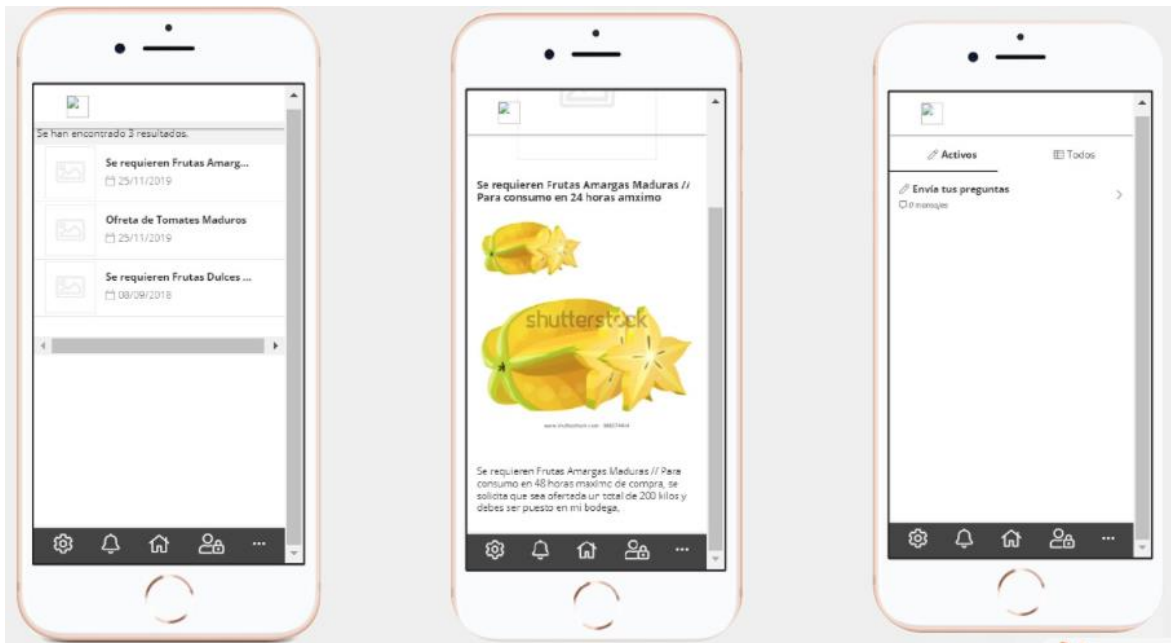 Se han encontrado 3 resultados.
Se requieren Frutas Amarg...
25/11/2019
Ofreta de Tomates Maduros
25/11/2019
Se requieren Frutas Dulces ...
08/09/2018
Se requieren Frutas Amargas Maduras //
Para consumo en 24 horas amximo
shutterstock
Se requieren Frutas Amargas Maduras // Para
consumo en 48 horas maximo de compra, se
solicita que sea ofertada un total de 200 kilos y
debes ser puesto en mi bodega,
Activos
Todos
Envía tus preguntas
0 mensajes